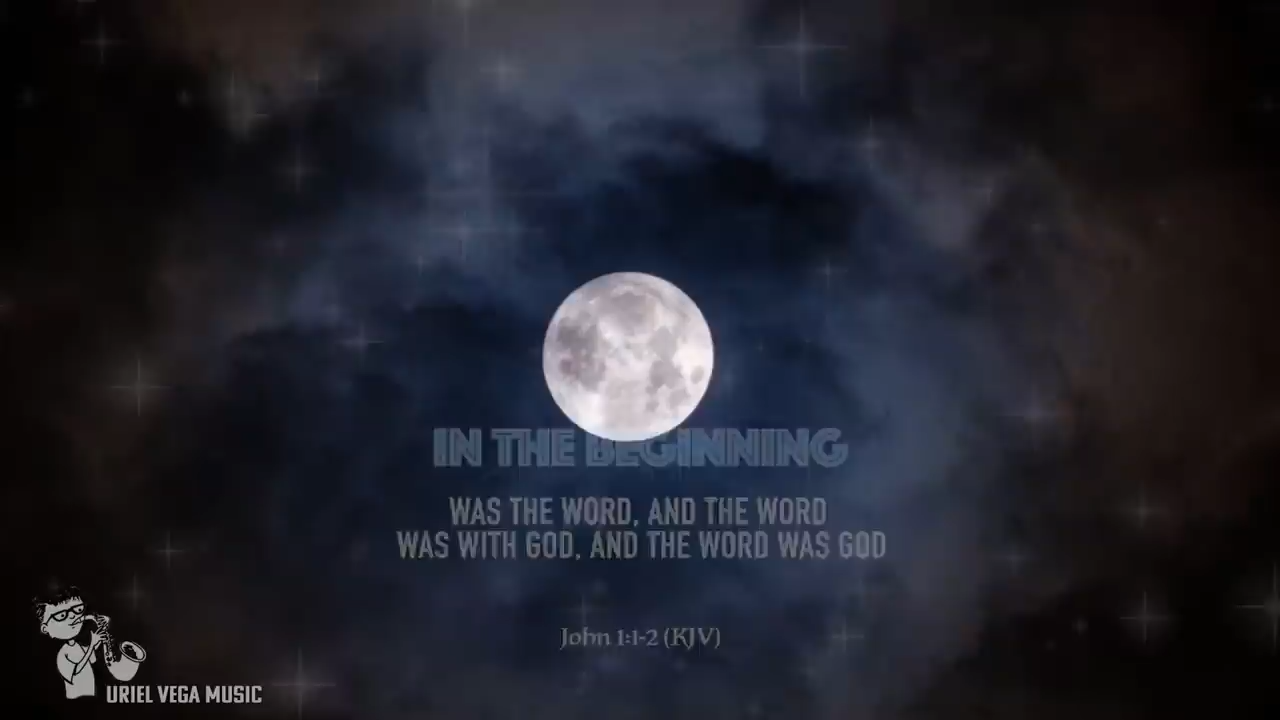 IN THE BEGINNING
WAS THE WORD, AND THE WORD
WAS WITH GOD, AND THE WORD WAS GOD
John 1:1-2 (KJV)
URIEL VEGA MUSIC